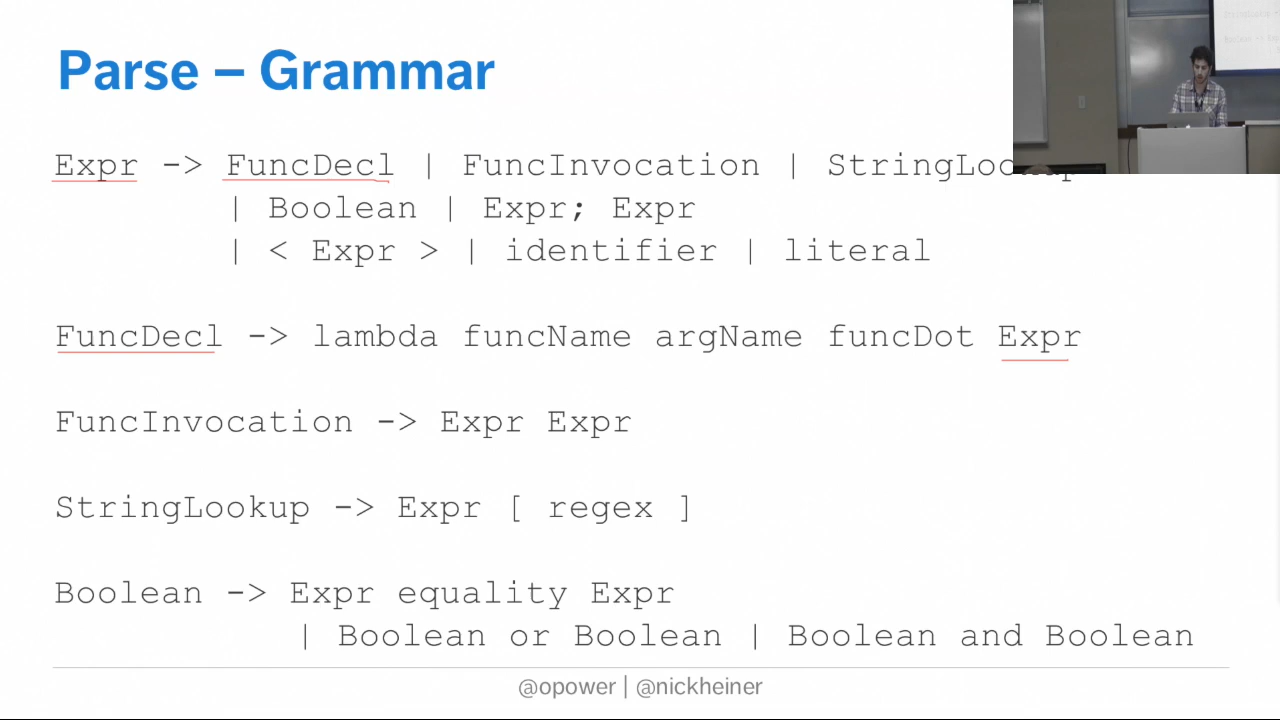 Parse – Grammar
Expr -> FuncDecl | FuncInvocation | StringLookup
| Boolean | Expr; Expr
| < Expr > | identifier | literal
FuncDecl -> lambda funcName argName funcDot Expr
FuncInvocation -> Expr Expr
StringLookup -> Expr [ regex ]
Boolean -> Expr equality Expr
| Boolean or Boolean | Boolean and Boolean
@opower | @nickheiner